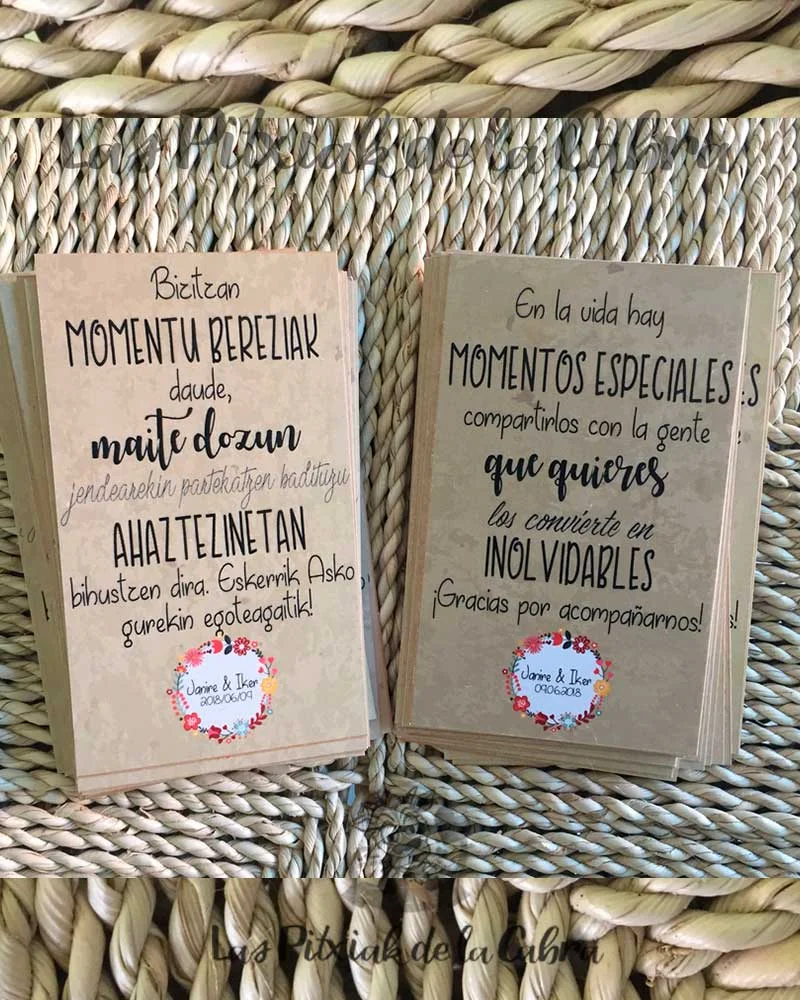 Las Pitxiak de la Cabra
Bizitzan
MOMENTU BEREZIAK
daude,
maite dozun
jendearekin partekatzen badituzu
AHAZTEZINETAN
bihustzen dira. Eskerrik Asko
gurekin egoteagaitik!
Janire & Iker
2018/06/09
En la vida hay
MOMENTOS ESPECIALES
compartirlos con la gente
que quieres
los convierte en
INOLVIDABLES
¡Gracias por acompañarnos!
Janire & Iker
09.06.2018
Las Pitxiak de la Cabra